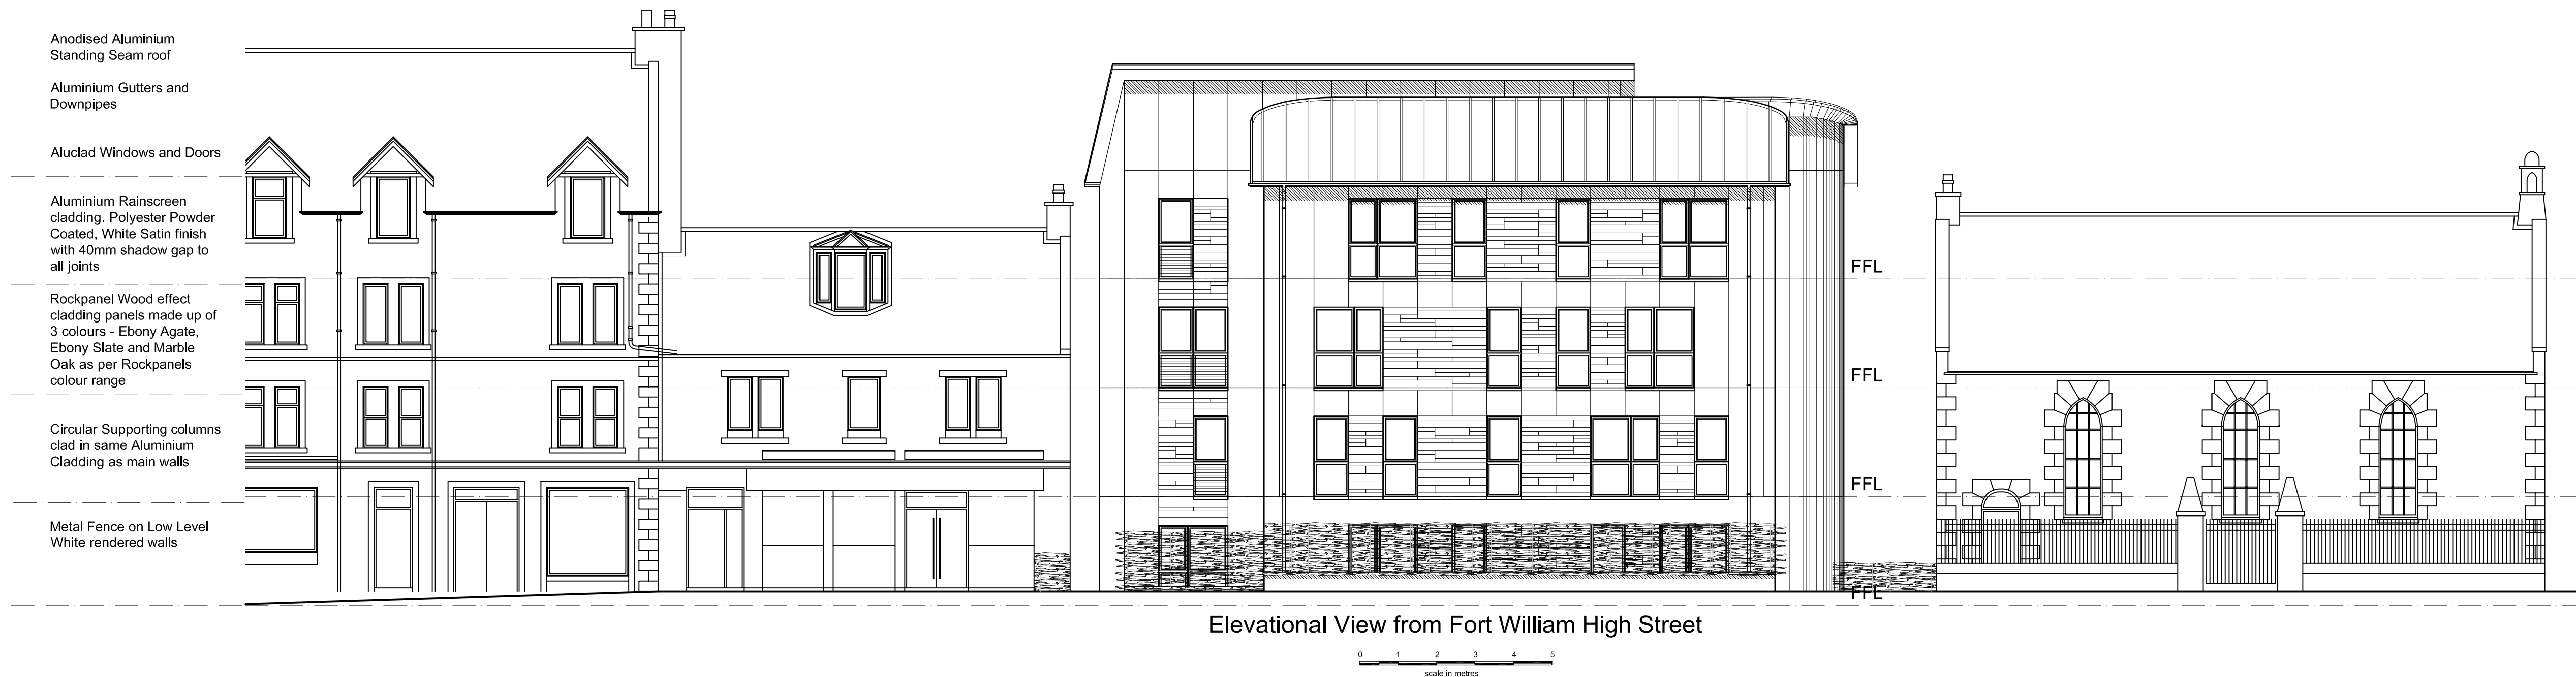 Anodised Aluminium
Standing Seam roof
Aluminium Gutters and
Downpipes
Aluclad Windows and Doors
Aluminium Rainscreen
cladding. Polyester Powder
Coated, White Satin finish
with 40mm shadow gap to
all joints
Rockpanel Wood effect
cladding panels made up of
3 colours - Ebony Agate,
Ebony Slate and Marble
Oak as per Rockpanels
colour range
Circular Supporting columns
clad in same Aluminium
Cladding as main walls
Metal Fence on Low Level
White rendered walls
FFL
FFL
FFL
FFL
Elevational View from Fort William High Street
0 1 2 3 4 5
scale in metres